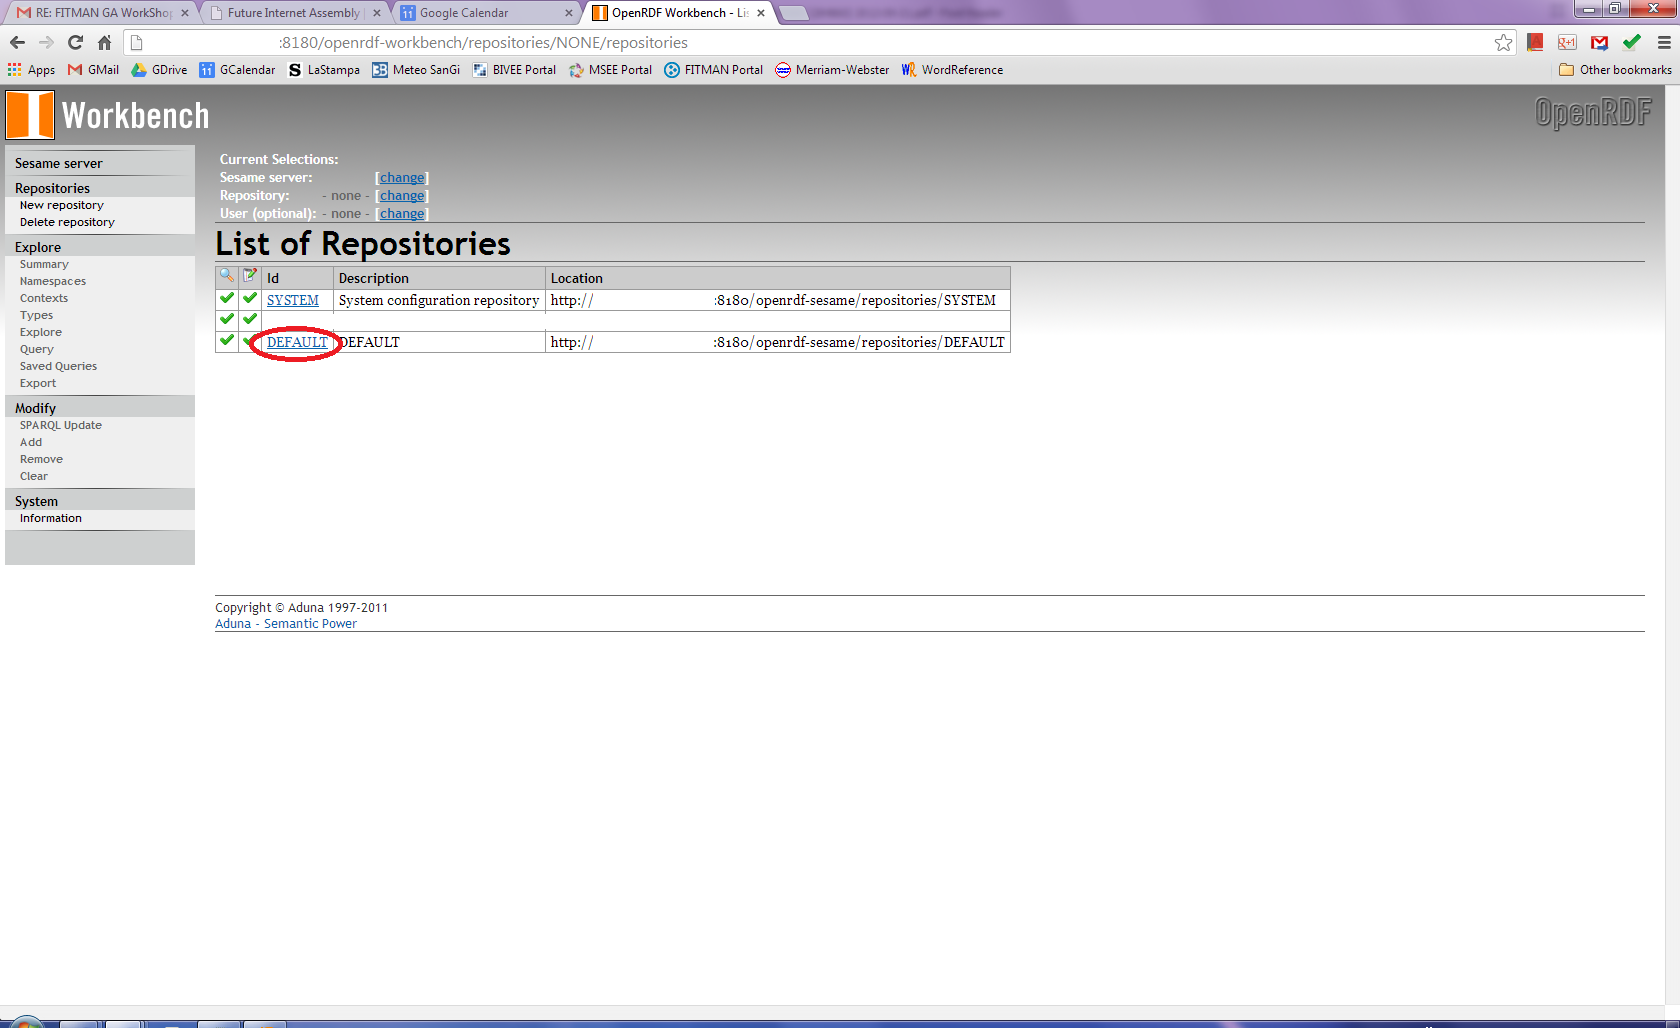 RE: FITMAN GA WorkShop
Future Internet Assembly
Google Calendar
OpenRDF Workbench - Lis
:8180/openrdf-workbench/repositories/NONE/repositories
Apps GMail GDrive GCalendar LaStampa Meteo SanGi BIVEE Portal MSEE Portal FITMAN Portal Merriam-Webster WordReference Other bookmarks
Workbench
OpenRDF
Sesame server
Repositories
New repository
Delete repository
Explore
Summary
Namespaces
Contexts
Types
Explore
Query
Saved Queries
Export
Modify
SPARQL Update
Add
Remove
Clear
System
Information
Current Selections:
Sesame server: [change]
Repository: - none - [change]
User (optional): - none - [change]
List of Repositories
Id Description Location
SYSTEM System configuration repository http:// :8180/openrdf-sesame/repositories/SYSTEM
DEFAULT DEFAULT http:// :8180/openrdf-sesame/repositories/DEFAULT
Copyright © Aduna 1997-2011
Aduna - Semantic Power